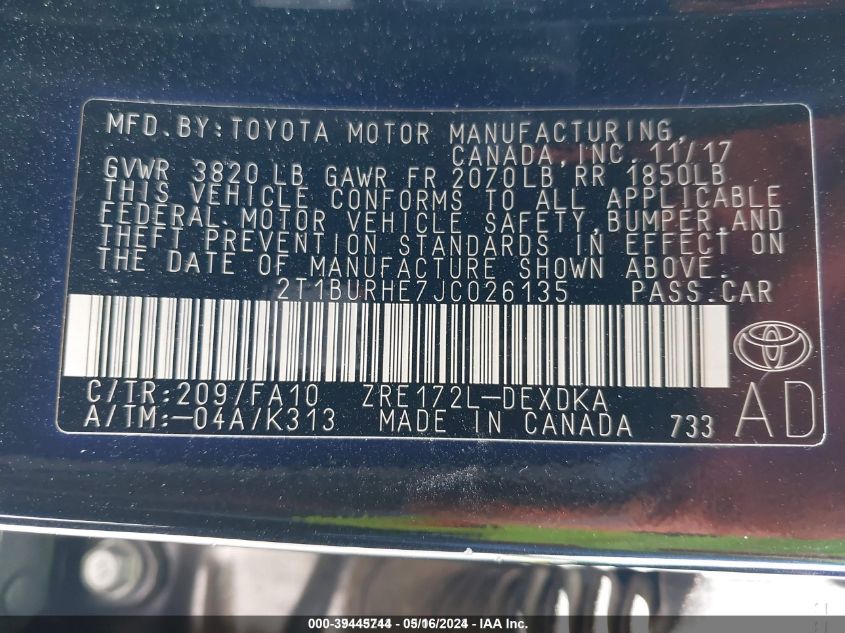 MFD.BY:TOYOTA MOTOR MANUFACTURING,
CANADA,INC. 11/17
GVWR 3820 LB GAWR FR 2070LB,RR 1850LB
THIS VEHICLE CONFORMS TO ALL APPLICABLE
FEDERAL MOTOR VEHICLE SAFETY,BUMPER,AND
THEFT PREVENTION STANDARDS IN EFFECT ON
THE DATE OF MANUFACTURE SHOWN ABOVE.
2T1BURHE7JC026135 PASS.CAR
C/TR:209/FA10 ZRE172L-DEXDKA
A/TM:-04A/K313 MADE IN CANADA 733 AD
000-39445744 - 05/16/2024 - IAA Inc.